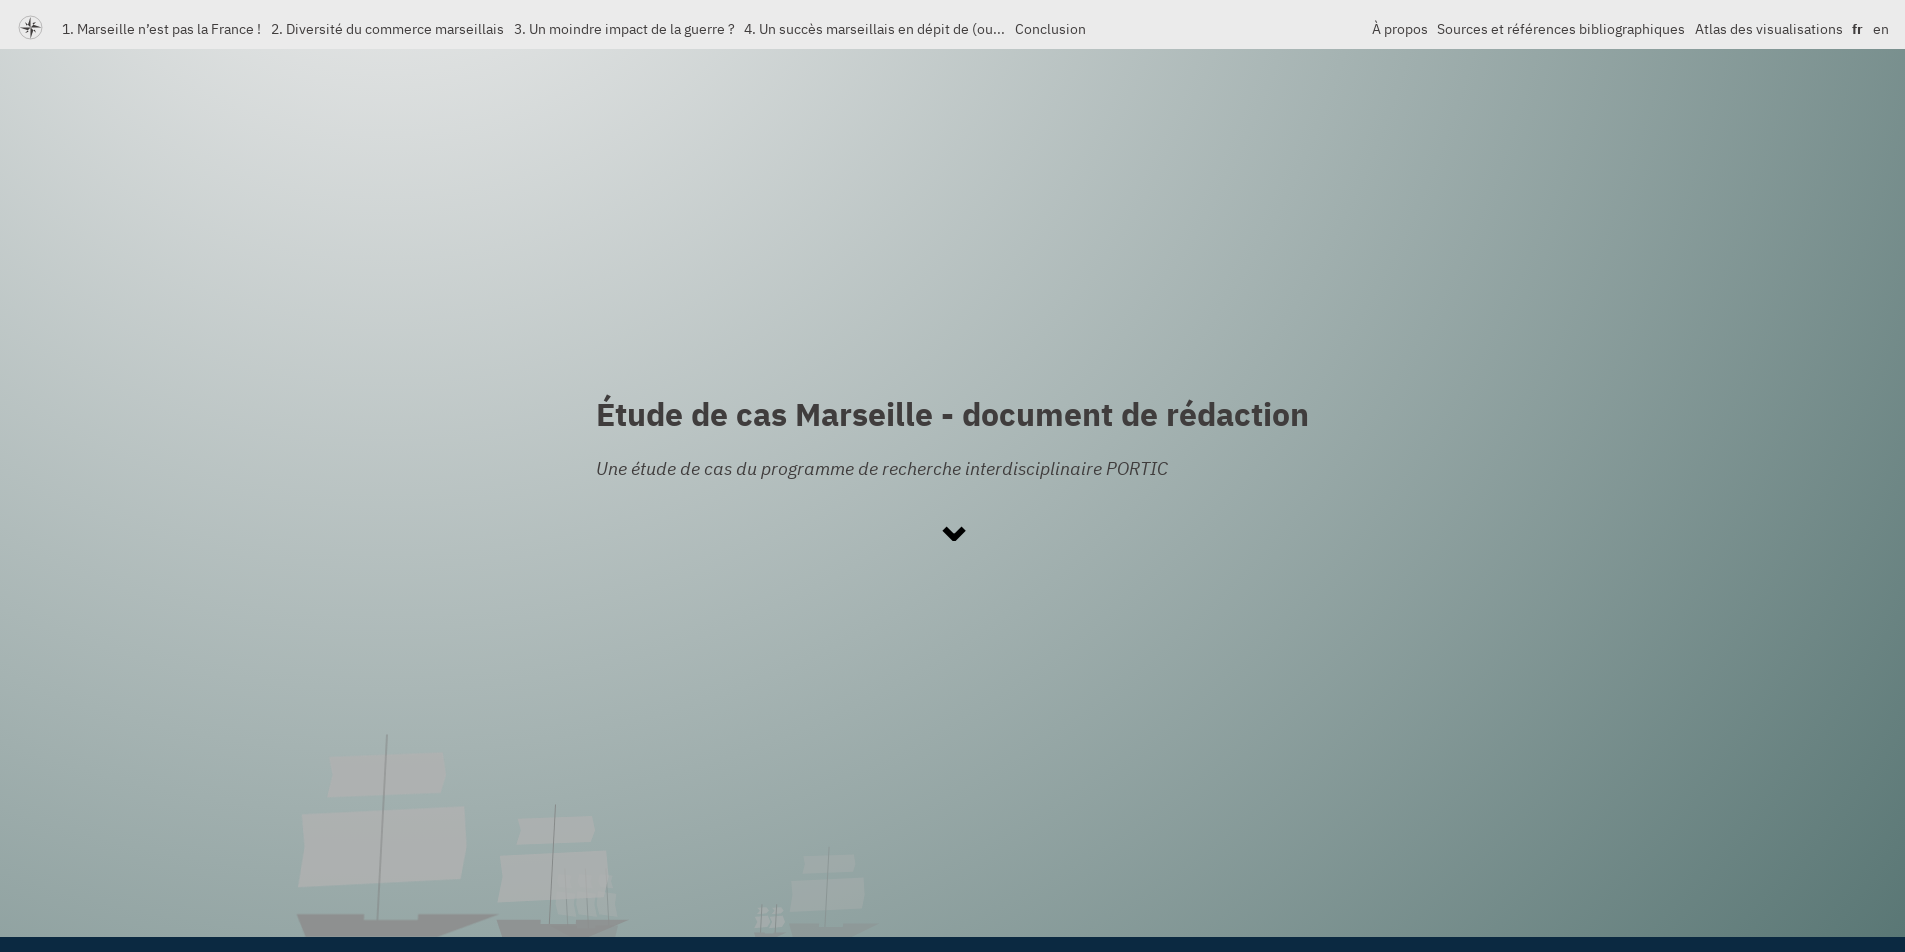 1. Marseille n’est pas la France ! 2. Diversité du commerce marseillais 3. Un moindre impact de la guerre ? 4. Un succès marseillais en dépit de (ou... Conclusion À propos Sources et références bibliographiques Atlas des visualisations fr en
Étude de cas Marseille - document de rédaction
Une étude de cas du programme de recherche interdisciplinaire PORTIC